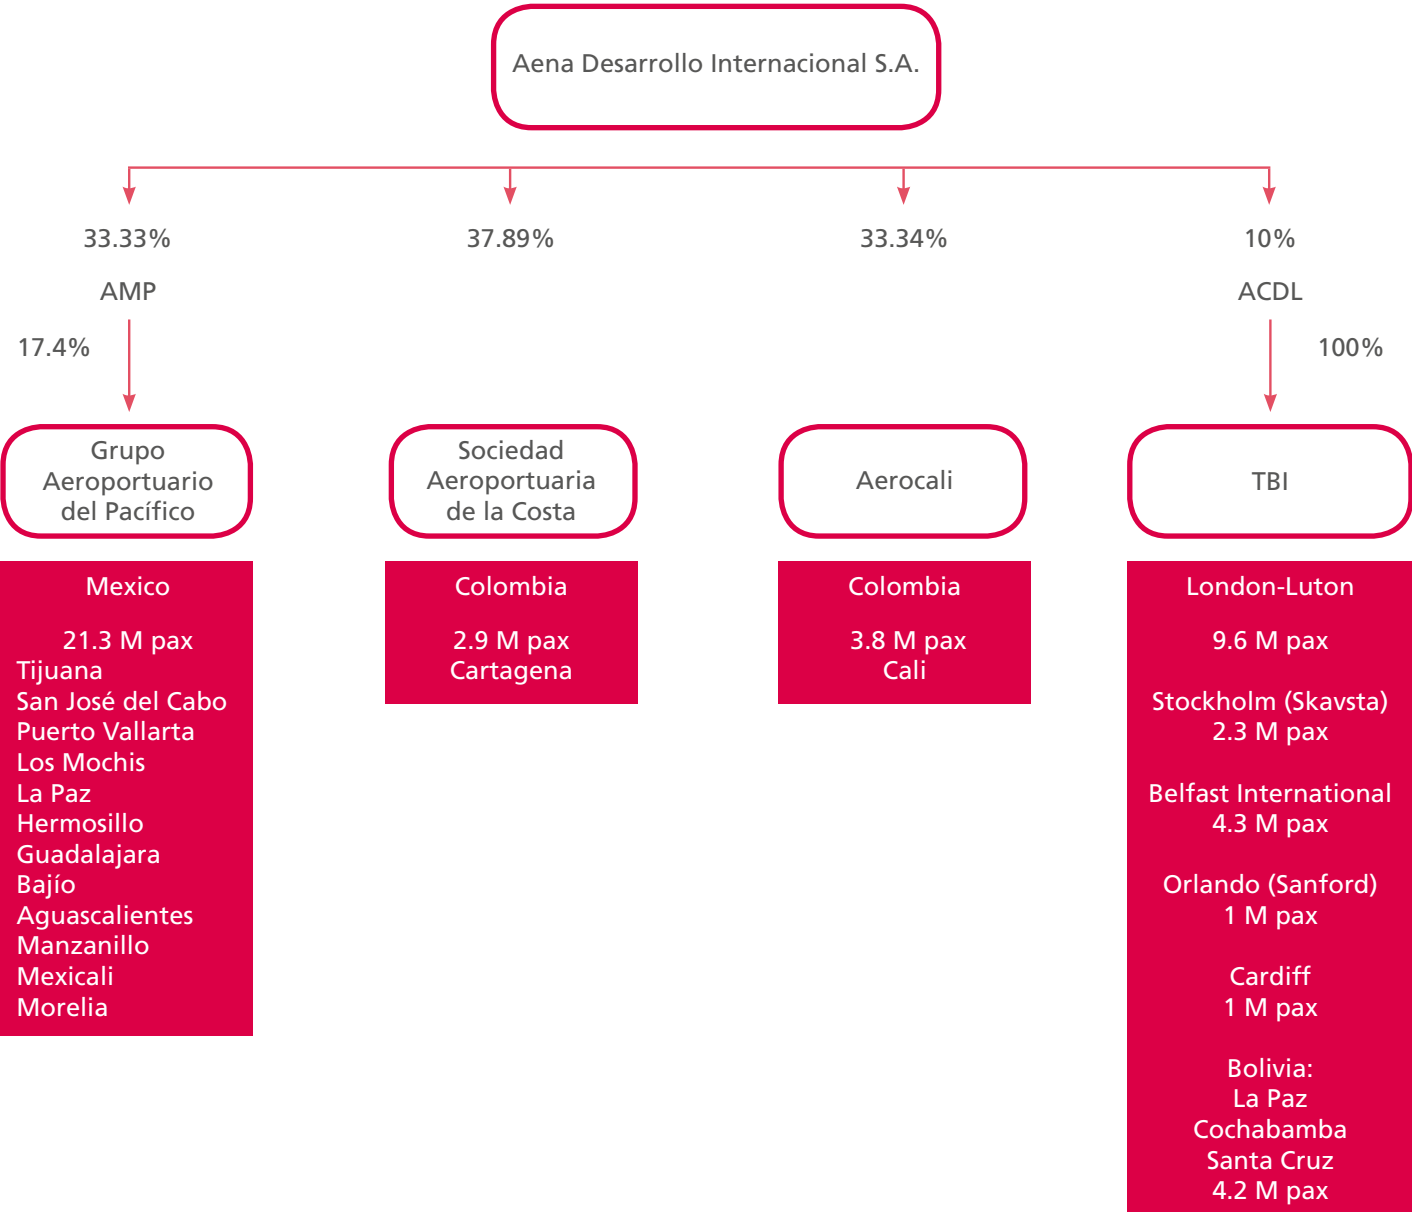 Aena Desarrollo Internacional S.A.
33.33%
37.89%
33.34%
10%
AMP
ACDL
17.4%
100%
Grupo
Aeroportuario
del Pacífico
Sociedad
Aeroportuaria
de la Costa
Aerocali
TBI
Mexico
21.3 M pax
Tijuana
San José del Cabo
Puerto Vallarta
Los Mochis
La Paz
Hermosillo
Guadalajara
Bajío
Aguascalientes
Manzanillo
Mexicali
Morelia
Colombia
2.9 M pax
Cartagena
Colombia
3.8 M pax
Cali
London-Luton
9.6 M pax
Stockholm (Skavsta)
2.3 M pax
Belfast International
4.3 M pax
Orlando (Sanford)
1 M pax
Cardiff
1 M pax
Bolivia:
La Paz
Cochabamba
Santa Cruz
4.2 M pax